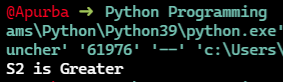 @Apurba ➜ Python Programming
ams\Python\Python39\python.exe'
uncher' '61976' '--' 'c:\Users\
S2 is Greater